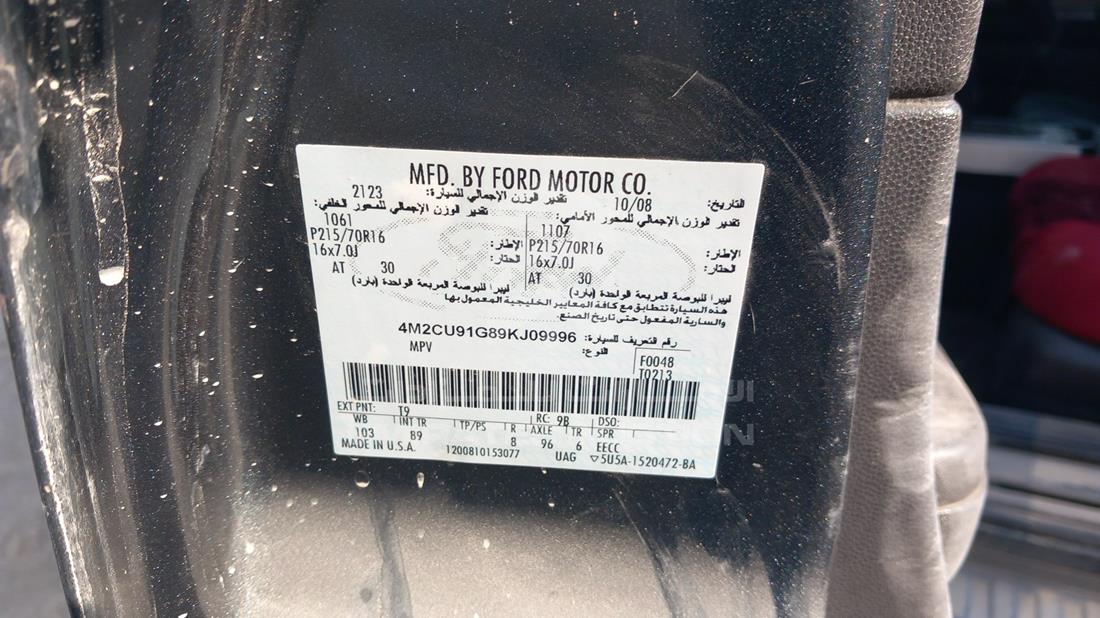 MFD. BY FORD MOTOR CO.
التاريخ: 10/08 تقدير الوزن الإجمالي للسيارة: 2123
تقدير الوزن الإجمالي للمحور الأمامي: تقدير الوزن الإجمالي للمحور الخلفي:
1107 1061
الإطار: P215/70R16 الإطار: P215/70R16
الحتار: 16x7.0J الحتار: 16x7.0J
AT 30 AT 30
ليبرا للبوصة المربعة الواحدة (بارد) ليبرا للبوصة المربعة الواحدة (بارد)
هذه السيارة تتطابق مع كافة المعايير الخليجية المعمول بها
والسارية المفعول حتى تاريخ الصنع.
رقم التعريف للسيارة: 4M2CU91G89KJ09996
النوع: MPV
F0048
T0213
EXT PNT: T9 RC: 9B DSO:
WB INT TR TP/PS R AXLE TR SPR
103 89 8 96 6 EECC
MADE IN U.S.A. 1200810153077 UAG ▽5U5A-1520472-BA